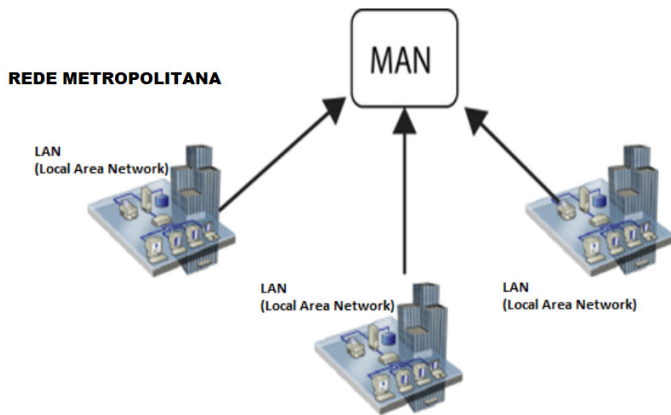 MAN
REDE METROPOLITANA
LAN
(Local Area Network)
LAN
(Local Area Network)
LAN
(Local Area Network)